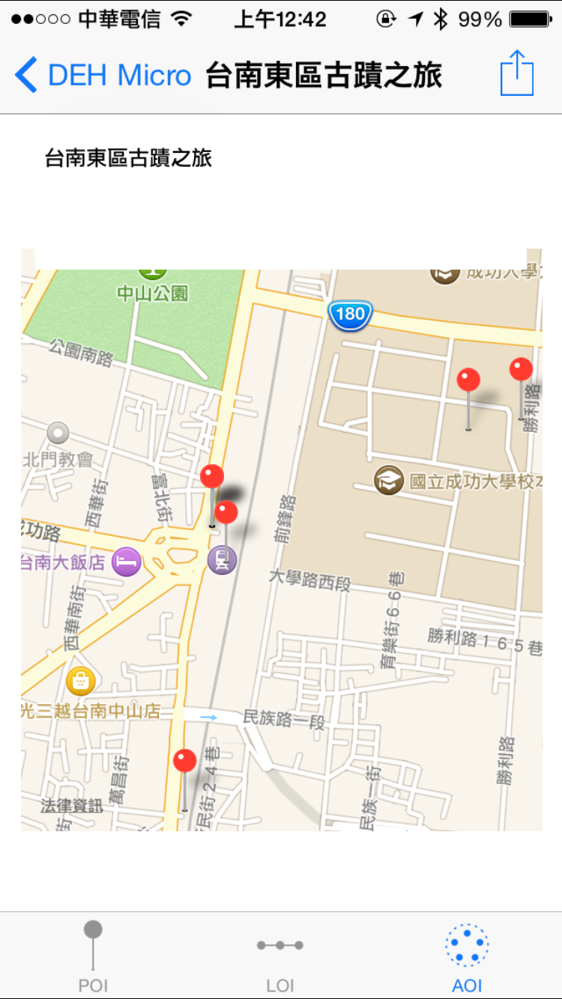 中華電信 上午12:42 99%
DEH Micro 台南東區古蹟之旅
台南東區古蹟之旅
成功大學
中山公園
180
公園南路
勝利路
北門教會
國立成功大學校本
富北街
西華街
前鋒路
成功路
台南大飯店
大學路西段
育樂街66巷
西華南街
勝利路165巷
光三越台南中山店
民族路一段
勝利路
萬昌街
民街24巷
民族一街
法律資訊
街
POI LOI AOI